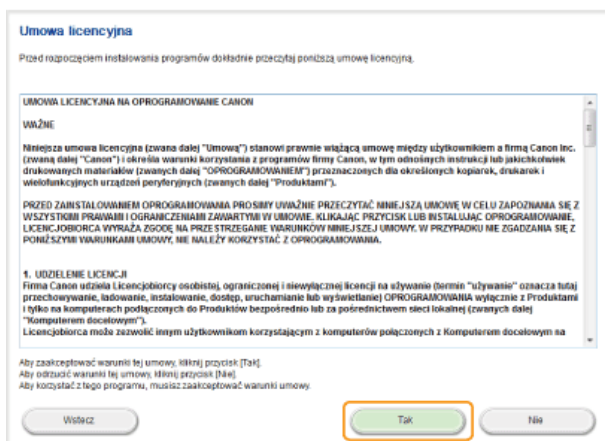 Umowa licencyjna
Przed rozpoczęciem instalowania programów dokładnie przeczytaj poniższą umowę licencyjną.
UMOWA LICENCYJNA NA OPROGRAMOWANIE CANON
WAŻNE
Niniejsza umowa licencyjna (zwana dalej "Umową") stanowi prawnie wiążącą umowę między użytkownikiem a firmą Canon Inc.
(zwaną dalej "Canon") i określa warunki korzystania z programów firmy Canon, w tym odnośnych instrukcji lub jakichkolwiek
drukowanych materiałów (zwanych dalej "OPROGRAMOWANIEM") przeznaczonych dla określonych kopiarek, drukarek i
wielofunkcyjnych urządzeń peryferyjnych (zwanych dalej "Produktami").
PRZED ZAINSTALOWANIEM OPROGRAMOWANIA PROSIMY UWAŻNIE PRZECZYTAĆ NINIEJSZĄ UMOWĘ W CELU ZAPOZNANIA SIĘ Z
WSZYSTKIMI PRAWAMI I OGRANICZENIAMI ZAWARTYMI W UMOWIE. KLIKAJĄC PRZYCISK LUB INSTALUJĄC OPROGRAMOWANIE,
LICENCJOBIORCA WYRAŻA ZGODĘ NA PRZESTRZEGANIE WARUNKÓW NINIEJSZEJ UMOWY. W PRZYPADKU NIE ZGADZANIA SIĘ Z
PONIŻSZYMI WARUNKAMI UMOWY, NIE NALEŻY KORZYSTAĆ Z OPROGRAMOWANIA.
1. UDZIELENIE LICENCJI
Firma Canon udziela Licencjobiorcy osobistej, ograniczonej i niewyłącznej licencji na używanie (termin "używanie" oznacza tutaj
przechowywanie, ładowanie, instalowanie, dostęp, uruchamianie lub wyświetlanie) OPROGRAMOWANIA wyłącznie z Produktami
i tylko na komputerach podłączonych do Produktów bezpośrednio lub za pośrednictwem sieci lokalnej (zwanych dalej
"Komputerem docelowym").
Licencjobiorca może zezwolić innym użytkownikom korzystającym z komputerów połączonych z Komputerem docelowym na
Aby zaakceptować warunki tej umowy, kliknij przycisk [Tak].
Aby odrzucić warunki tej umowy, kliknij przycisk [Nie].
Aby korzystać z tego programu, musisz zaakceptować warunki umowy.
Wstecz Tak Nie